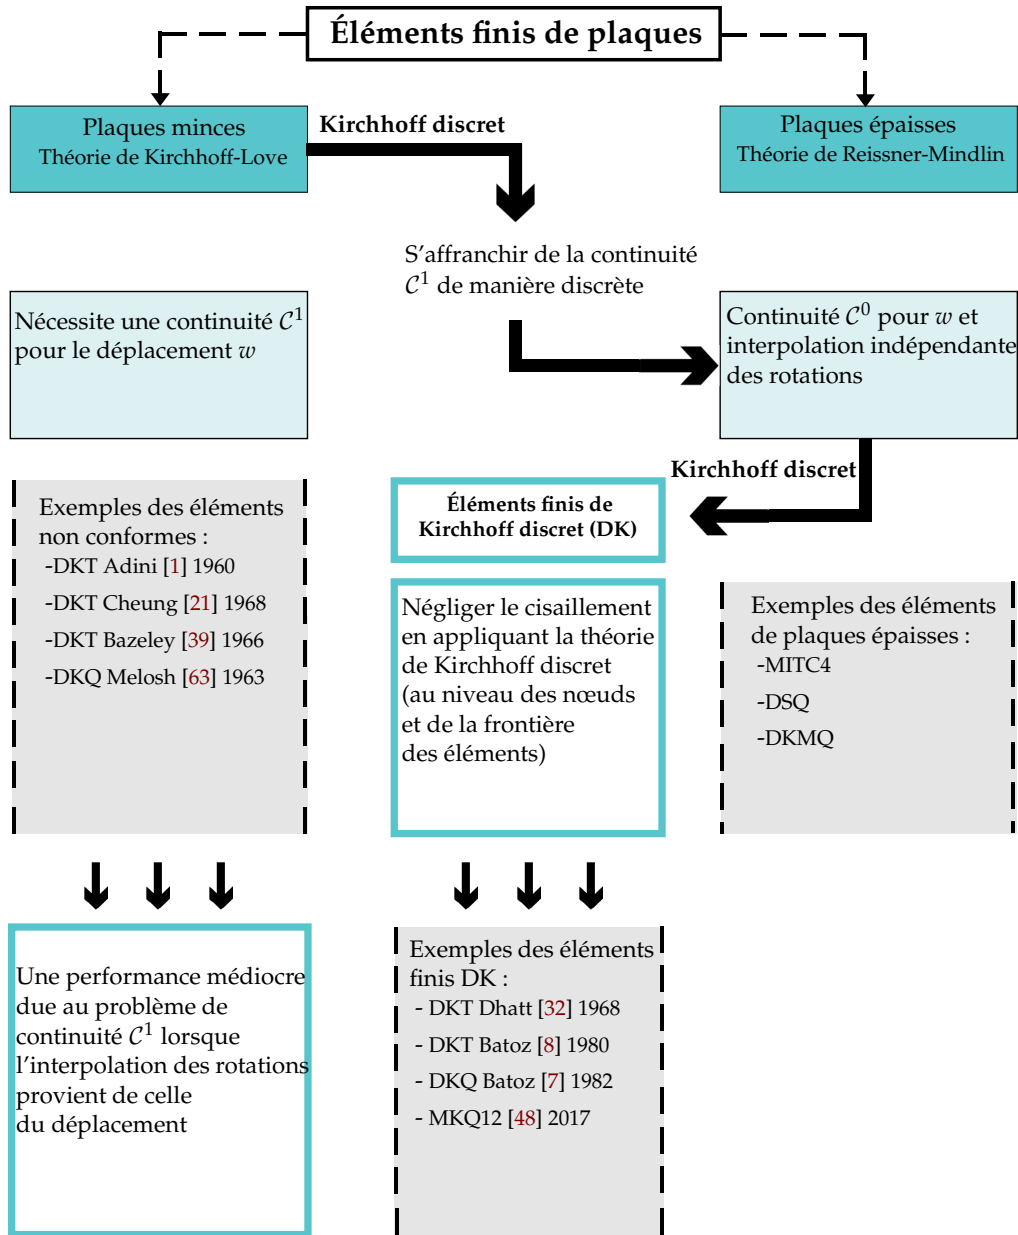 Éléments finis de plaques
Plaques minces
Théorie de Kirchhoff-Love
Kirchhoff discret
Plaques épaisses
Théorie de Reissner-Mindlin
S'affranchir de la continuité
C¹ de manière discrète
Nécessite une continuité C¹
pour le déplacement w
Continuité C⁰ pour w et
interpolation indépendante
des rotations
Kirchhoff discret
Exemples des éléments
non conformes :
-DKT Adini [1] 1960
-DKT Cheung [21] 1968
-DKT Bazeley [39] 1966
-DKQ Melosh [63] 1963
Éléments finis de
Kirchhoff discret (DK)
Négliger le cisaillement
en appliquant la théorie
de Kirchhoff discret
(au niveau des nœuds
et de la frontière
des éléments)
Exemples des éléments
de plaques épaisses :
-MITC4
-DSQ
-DKMQ
Une performance médiocre
due au problème de
continuité C¹ lorsque
l'interpolation des rotations
provient de celle
du déplacement
Exemples des éléments
finis DK :
- DKT Dhatt [32] 1968
- DKT Batoz [8] 1980
- DKQ Batoz [7] 1982
- MKQ12 [48] 2017